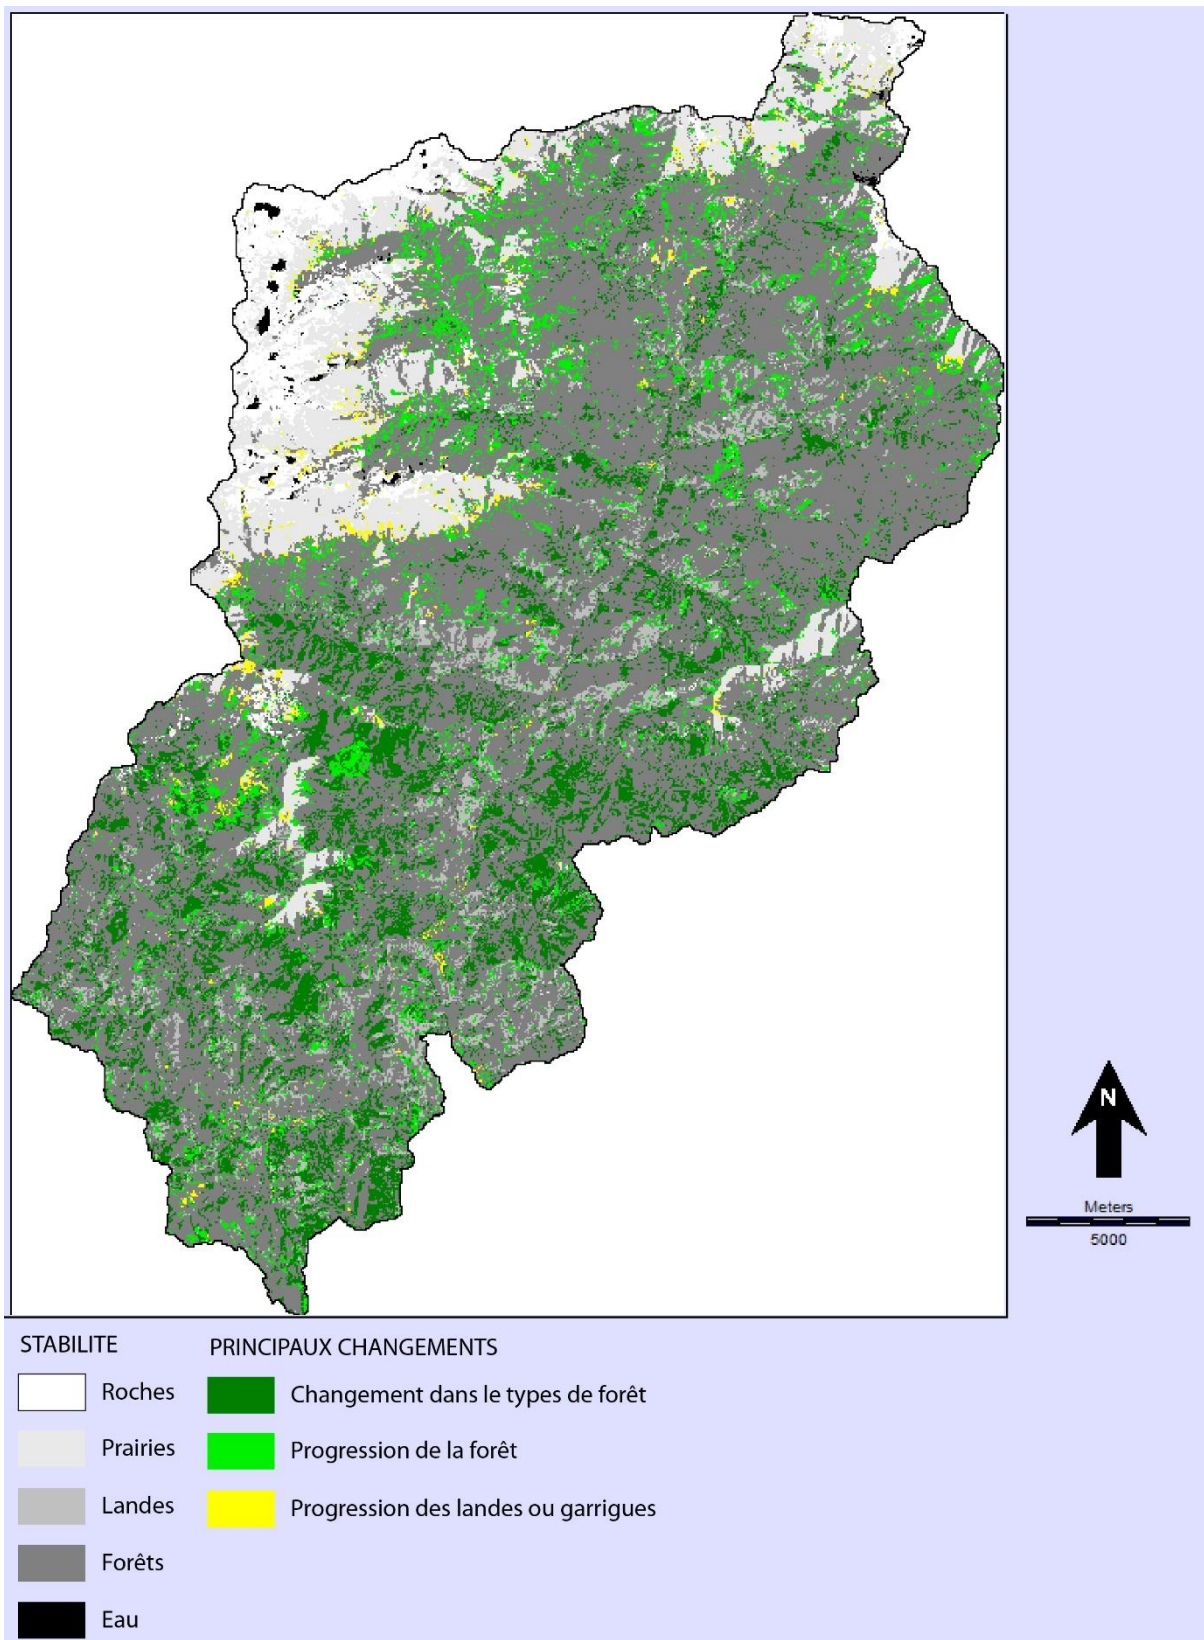 N
Meters
5000
STABILITE
PRINCIPAUX CHANGEMENTS
Roches
Changement dans le types de forêt
Prairies
Progression de la forêt
Landes
Progression des landes ou garrigues
Forêts
Eau